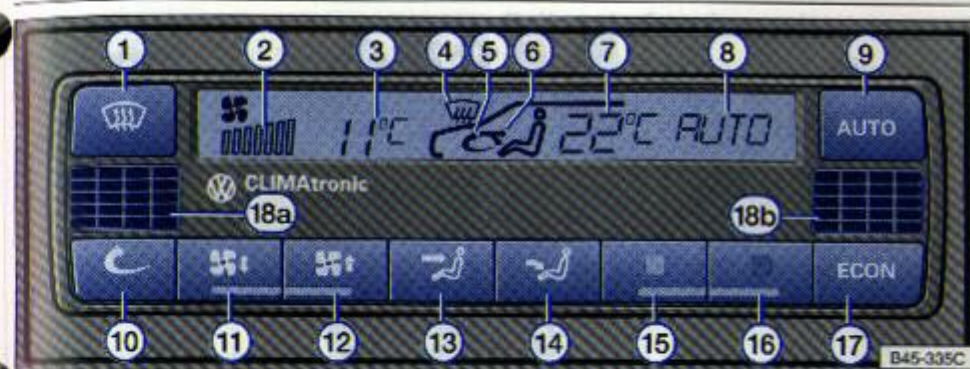 1 2 3 4 5 6 7 8 9
11°C 22°C AUTO AUTO
CLIMAtronic
18a 18b
ECON
10 11 12 13 14 15 16 17
B45-335C